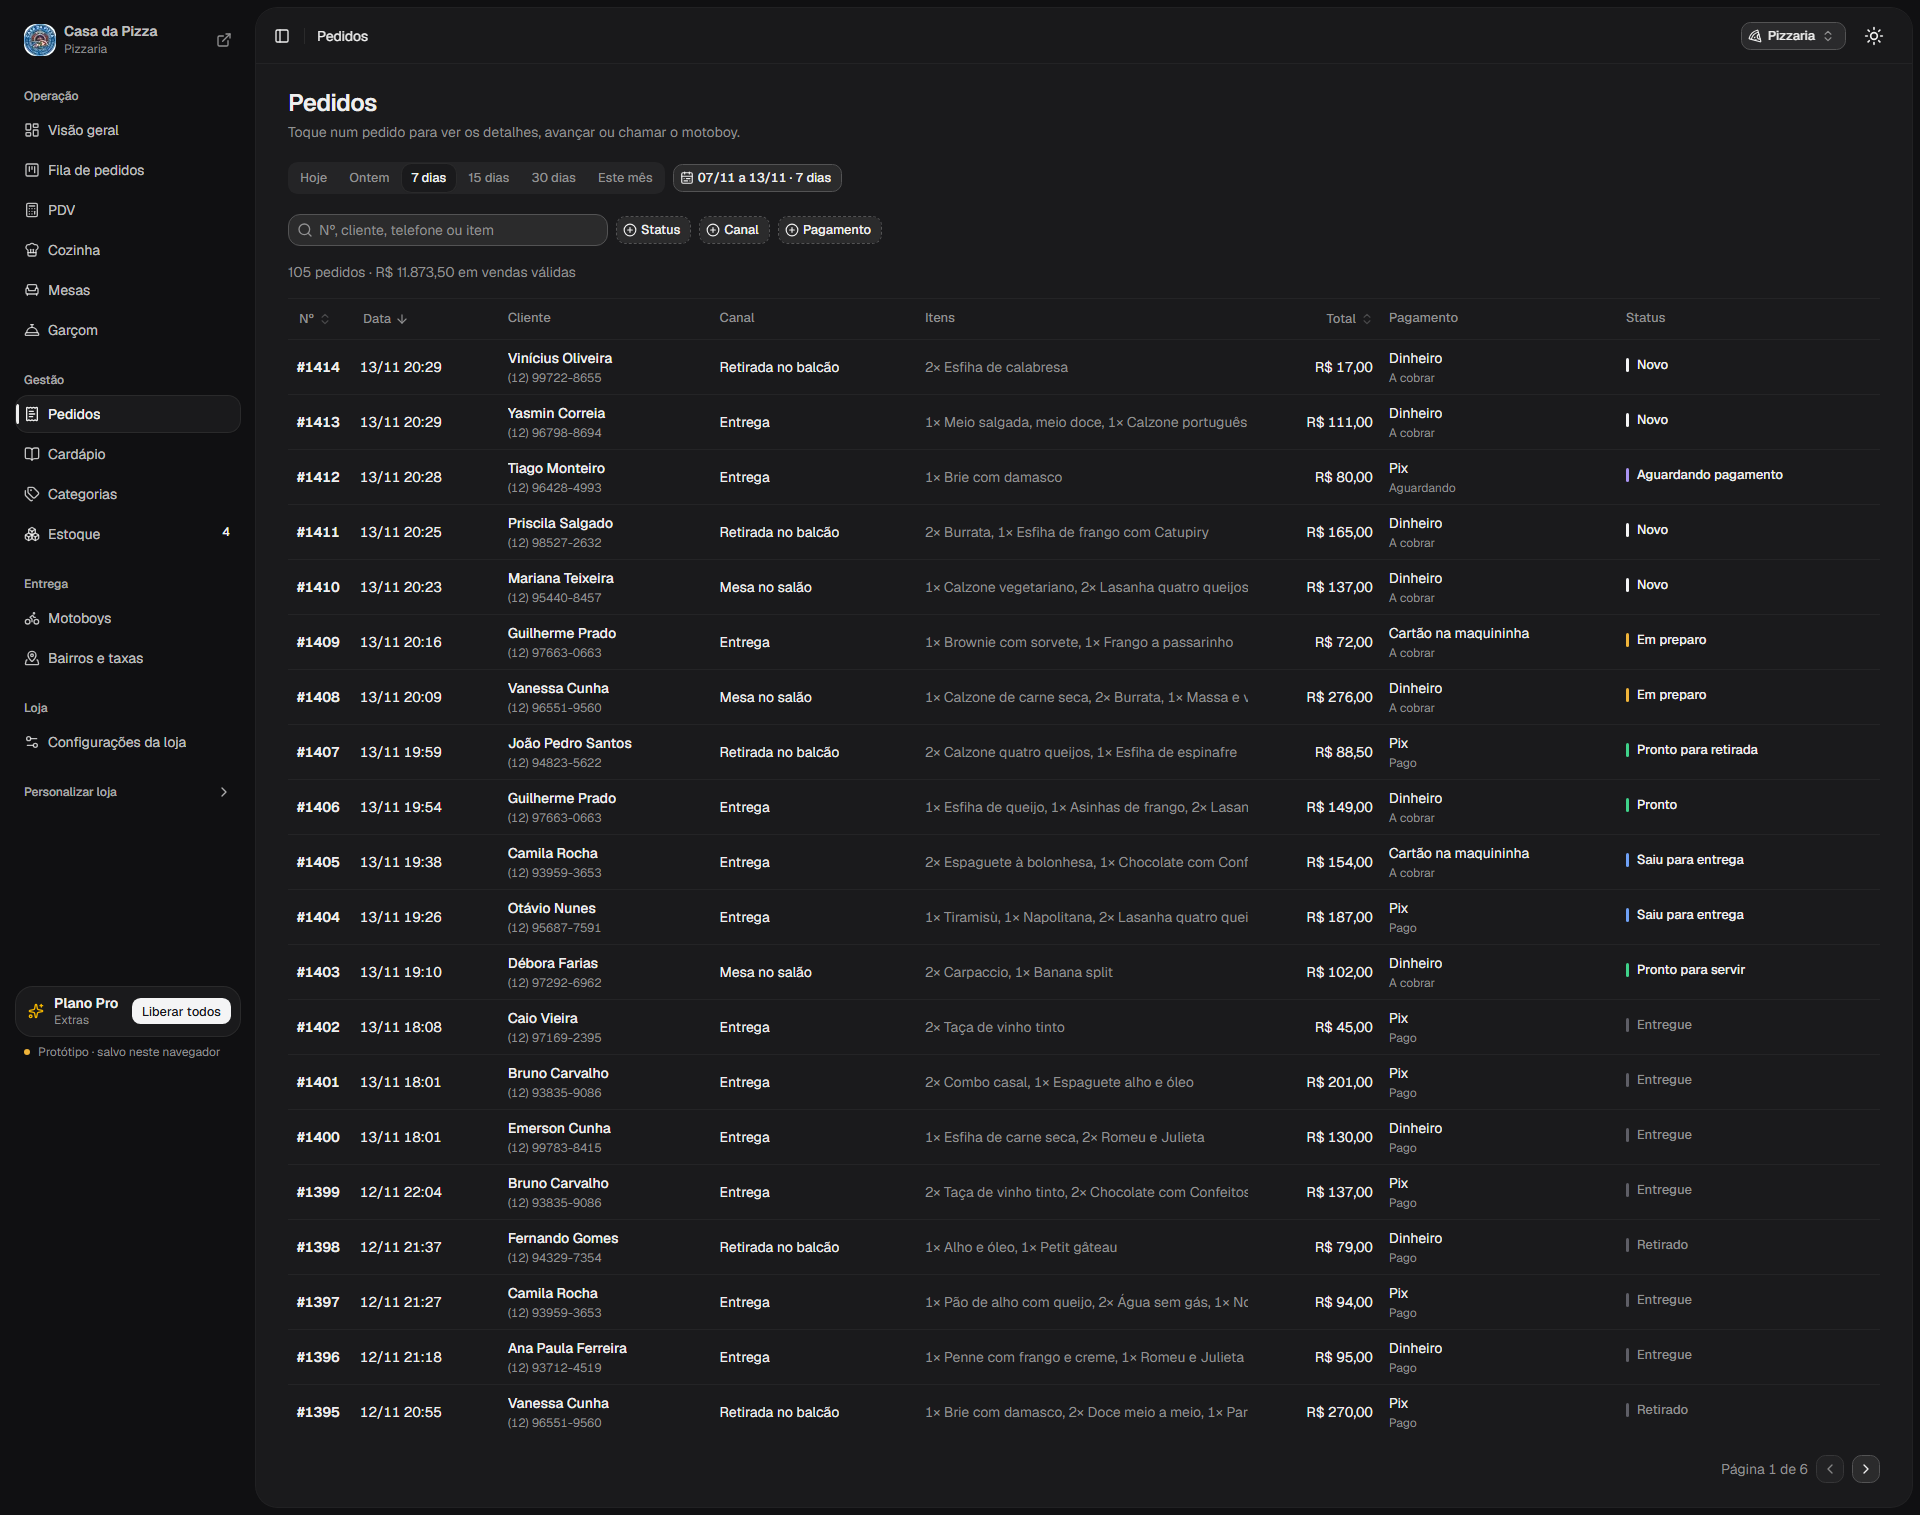 Casa da Pizza
Pizzaria
Operação
Visão geral
Fila de pedidos
PDV
Cozinha
Mesas
Garçom
Gestão
Pedidos
Cardápio
Categorias
Estoque 4
Entrega
Motoboys
Bairros e taxas
Loja
Configurações da loja
Personalizar loja
Plano Pro
Extras
Liberar todos
Protótipo · salvo neste navegador
Pedidos
Pizzaria
Pedidos
Toque num pedido para ver os detalhes, avançar ou chamar o motoboy.
Hoje Ontem 7 dias 15 dias 30 dias Este mês 07/11 a 13/11 · 7 dias
Nº, cliente, telefone ou item Status Canal Pagamento
105 pedidos · R$ 11.873,50 em vendas válidas
Nº Data Cliente Canal Itens Total Pagamento Status
#1414 13/11 20:29 Vinícius Oliveira (12) 99722-8655 Retirada no balcão 2× Esfiha de calabresa R$ 17,00 Dinheiro A cobrar Novo
#1413 13/11 20:29 Yasmin Correia (12) 96798-8694 Entrega 1× Meio salgada, meio doce, 1× Calzone português R$ 111,00 Dinheiro A cobrar Novo
#1412 13/11 20:28 Tiago Monteiro (12) 96428-4993 Entrega 1× Brie com damasco R$ 80,00 Pix Aguardando Aguardando pagamento
#1411 13/11 20:25 Priscila Salgado (12) 98527-2632 Retirada no balcão 2× Burrata, 1× Esfiha de frango com Catupiry R$ 165,00 Dinheiro A cobrar Novo
#1410 13/11 20:23 Mariana Teixeira (12) 95440-8457 Mesa no salão 1× Calzone vegetariano, 2× Lasanha quatro queijos R$ 137,00 Dinheiro A cobrar Novo
#1409 13/11 20:16 Guilherme Prado (12) 97663-0663 Entrega 1× Brownie com sorvete, 1× Frango a passarinho R$ 72,00 Cartão na maquininha A cobrar Em preparo
#1408 13/11 20:09 Vanessa Cunha (12) 96551-9560 Mesa no salão 1× Calzone de carne seca, 2× Burrata, 1× Massa e v R$ 276,00 Dinheiro A cobrar Em preparo
#1407 13/11 19:59 João Pedro Santos (12) 94823-5622 Retirada no balcão 2× Calzone quatro queijos, 1× Esfiha de espinafre R$ 88,50 Pix Pago Pronto para retirada
#1406 13/11 19:54 Guilherme Prado (12) 97663-0663 Entrega 1× Esfiha de queijo, 1× Asinhas de frango, 2× Lasan R$ 149,00 Dinheiro A cobrar Pronto
#1405 13/11 19:38 Camila Rocha (12) 93959-3653 Entrega 2× Espaguete à bolonhesa, 1× Chocolate com Conf R$ 154,00 Cartão na maquininha A cobrar Saiu para entrega
#1404 13/11 19:26 Otávio Nunes (12) 95687-7591 Entrega 1× Tiramisù, 1× Napolitana, 2× Lasanha quatro quei R$ 187,00 Pix Pago Saiu para entrega
#1403 13/11 19:10 Débora Farias (12) 97292-6962 Mesa no salão 2× Carpaccio, 1× Banana split R$ 102,00 Dinheiro A cobrar Pronto para servir
#1402 13/11 18:08 Caio Vieira (12) 97169-2395 Entrega 2× Taça de vinho tinto R$ 45,00 Pix Pago Entregue
#1401 13/11 18:01 Bruno Carvalho (12) 93835-9086 Entrega 2× Combo casal, 1× Espaguete alho e óleo R$ 201,00 Pix Pago Entregue
#1400 13/11 18:01 Emerson Cunha (12) 99783-8415 Entrega 1× Esfiha de carne seca, 2× Romeu e Julieta R$ 130,00 Dinheiro Pago Entregue
#1399 12/11 22:04 Bruno Carvalho (12) 93835-9086 Entrega 2× Taça de vinho tinto, 2× Chocolate com Confeitos R$ 137,00 Pix Pago Entregue
#1398 12/11 21:37 Fernando Gomes (12) 94329-7354 Retirada no balcão 1× Alho e óleo, 1× Petit gâteau R$ 79,00 Dinheiro Pago Retirado
#1397 12/11 21:27 Camila Rocha (12) 93959-3653 Entrega 1× Pão de alho com queijo, 2× Água sem gás, 1× No R$ 94,00 Pix Pago Entregue
#1396 12/11 21:18 Ana Paula Ferreira (12) 93712-4519 Entrega 1× Penne com frango e creme, 1× Romeu e Julieta R$ 95,00 Dinheiro Pago Entregue
#1395 12/11 20:55 Vanessa Cunha (12) 96551-9560 Retirada no balcão 1× Brie com damasco, 2× Doce meio a meio, 1× Par R$ 270,00 Pix Pago Retirado
Página 1 de 6